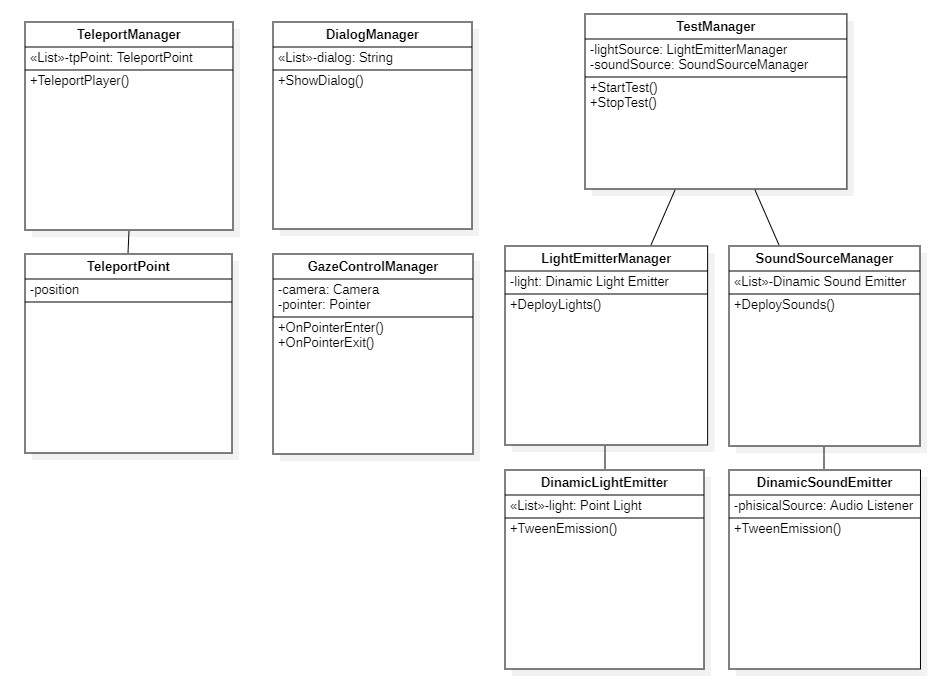 TeleportManager
«List»-tpPoint: TeleportPoint
+TeleportPlayer()
DialogManager
«List»-dialog: String
+ShowDialog()
TestManager
-lightSource: LightEmitterManager
-soundSource: SoundSourceManager
+StartTest()
+StopTest()
TeleportPoint
-position
GazeControlManager
-camera: Camera
-pointer: Pointer
+OnPointerEnter()
+OnPointerExit()
LightEmitterManager
-light: Dinamic Light Emitter
+DeployLights()
SoundSourceManager
«List»-Dinamic Sound Emitter
+DeploySounds()
DinamicLightEmitter
«List»-light: Point Light
+TweenEmission()
DinamicSoundEmitter
-phisicalSource: Audio Listener
+TweenEmission()